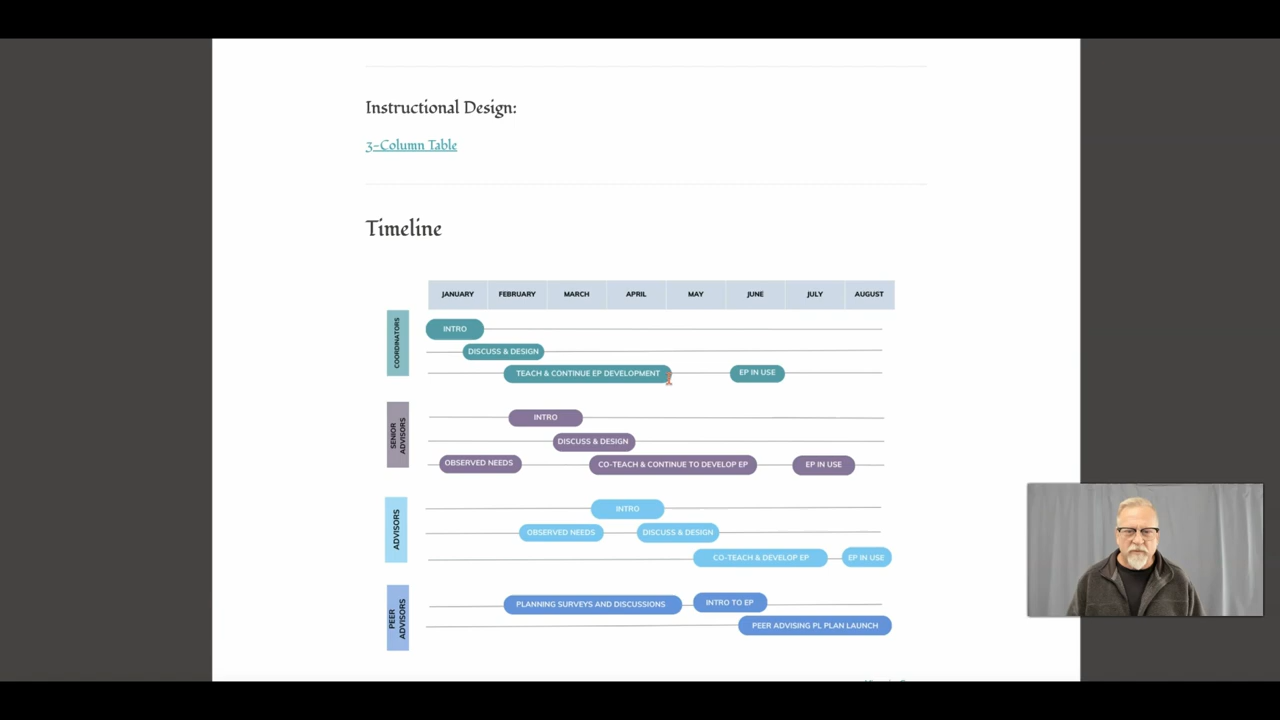 Instructional Design:
3-Column Table
Timeline
JANUARY FEBRUARY MARCH APRIL MAY JUNE JULY AUGUST
COORDINATORS
INTRO
DISCUSS & DESIGN
TEACH & CONTINUE EP DEVELOPMENT EP IN USE
SENIOR
ADVISORS
INTRO
DISCUSS & DESIGN
OBSERVED NEEDS CO-TEACH & CONTINUE TO DEVELOP EP EP IN USE
ADVISORS
INTRO
OBSERVED NEEDS DISCUSS & DESIGN
CO-TEACH & DEVELOP EP EP IN USE
PEER
ADVISORS
PLANNING SURVEYS AND DISCUSSIONS INTRO TO EP
PEER ADVISING PL PLAN LAUNCH